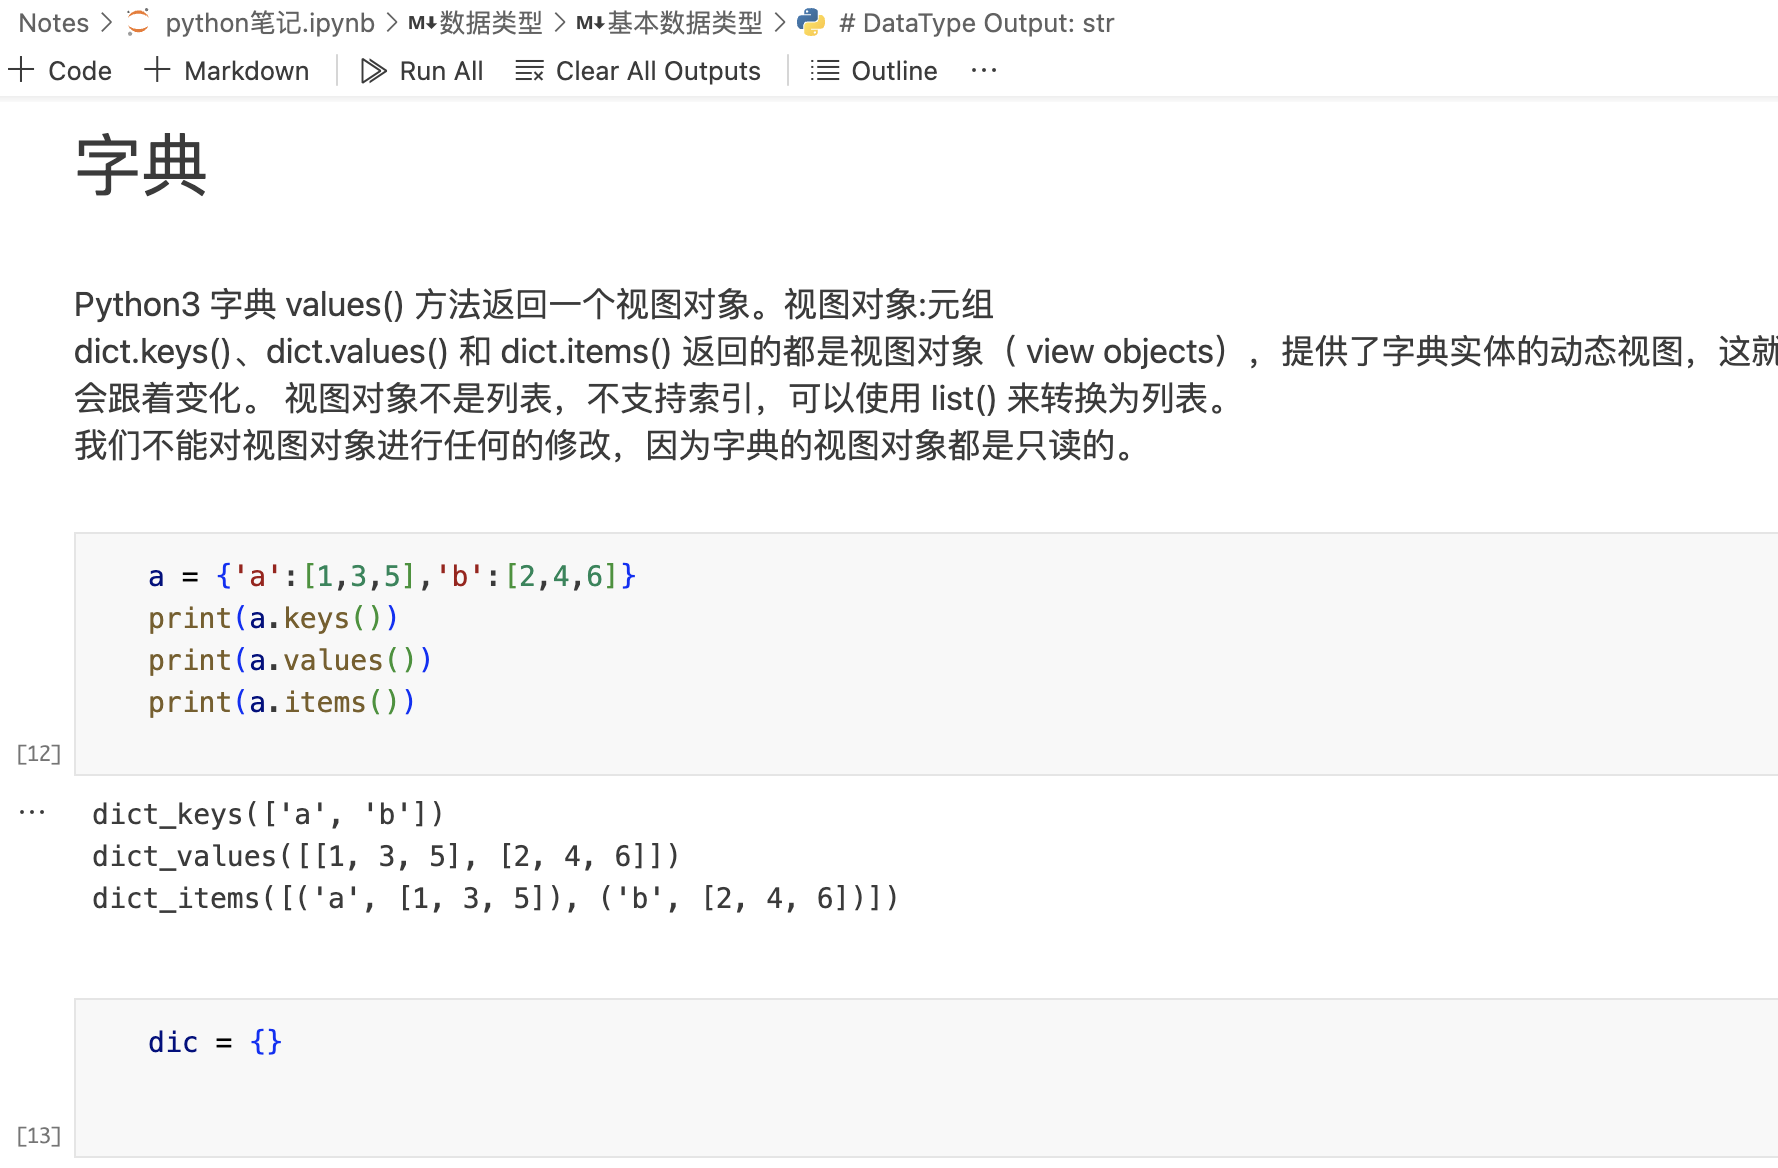 Notes > python笔记.ipynb > M↓数据类型 > M↓基本数据类型 > # DataType Output: str
+ Code + Markdown | Run All Clear All Outputs | Outline ···
字典
Python3 字典 values() 方法返回一个视图对象。视图对象:元组
dict.keys()、dict.values() 和 dict.items() 返回的都是视图对象（ view objects），提供了字典实体的动态视图，这就
会跟着变化。 视图对象不是列表，不支持索引，可以使用 list() 来转换为列表。
我们不能对视图对象进行任何的修改，因为字典的视图对象都是只读的。
a = {'a':[1,3,5],'b':[2,4,6]}
print(a.keys())
print(a.values())
print(a.items())
[12]
··· dict_keys(['a', 'b'])
dict_values([[1, 3, 5], [2, 4, 6]])
dict_items([('a', [1, 3, 5]), ('b', [2, 4, 6])])
dic = {}
[13]